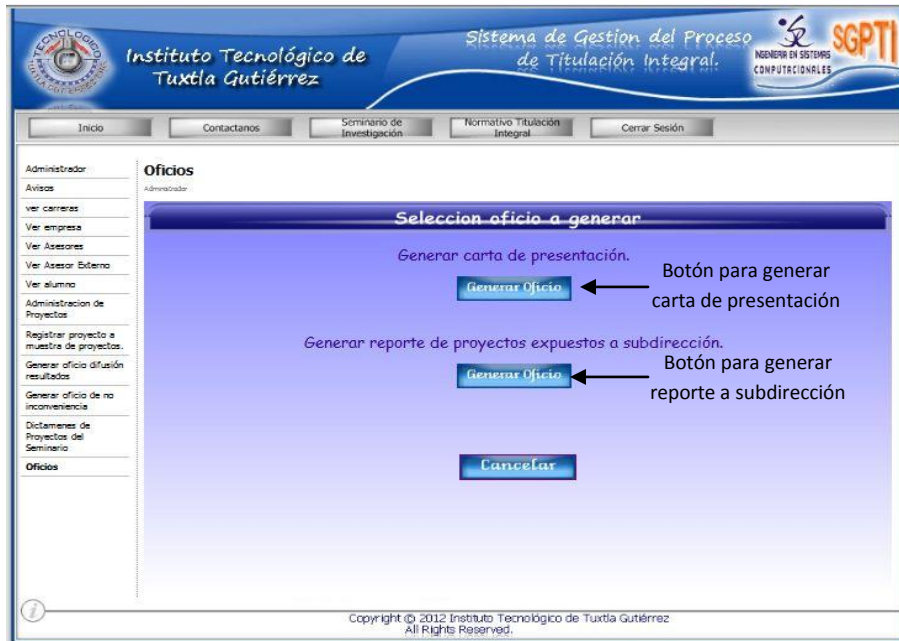 TECNOLOGICO
Instituto Tecnológico de
Tuxtla Gutiérrez
Sistema de Gestion del Proceso
de Titulación Integral.
INGENIERIA EN SISTEMAS
COMPUTACIONALES
SGPTI
Inicio
Contactanos
Seminario de
Investigación
Normativo Titulación
Integral
Cerrar Sesión
Administrador
Avisos
ver carreras
Ver empresa
Ver Asesores
Ver Asesor Externo
Ver alumno
Administracion de
Proyectos
Registrar proyecto a
muestra de proyectos.
Generar oficio difusión
resultados
Generar oficio de no
inconveniencia
Dictamenes de
Proyectos del
Seminario
Oficios
Oficios
Administrador
Seleccion oficio a generar
Generar carta de presentación.
Generar Oficio
Botón para generar
carta de presentación
Generar reporte de proyectos expuestos a subdirección.
Generar Oficio
Botón para generar
reporte a subdirección
Cancelar
Copyright © 2012 Instituto Tecnológico de Tuxtla Gutiérrez
All Rights Reserved.